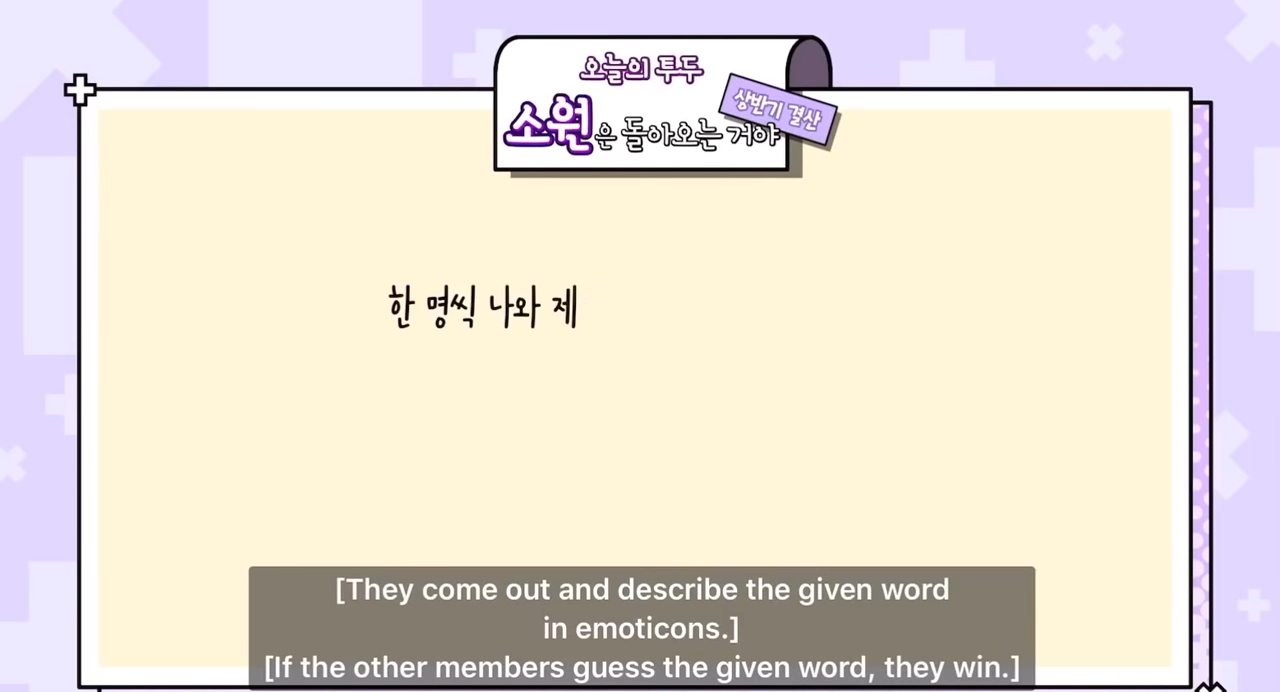 오늘의 투두
상반기 결산
소원은 돌아오는 거야
한 명씩 나와 제
[They come out and describe the given word
in emoticons.]
[If the other members guess the given word, they win.]